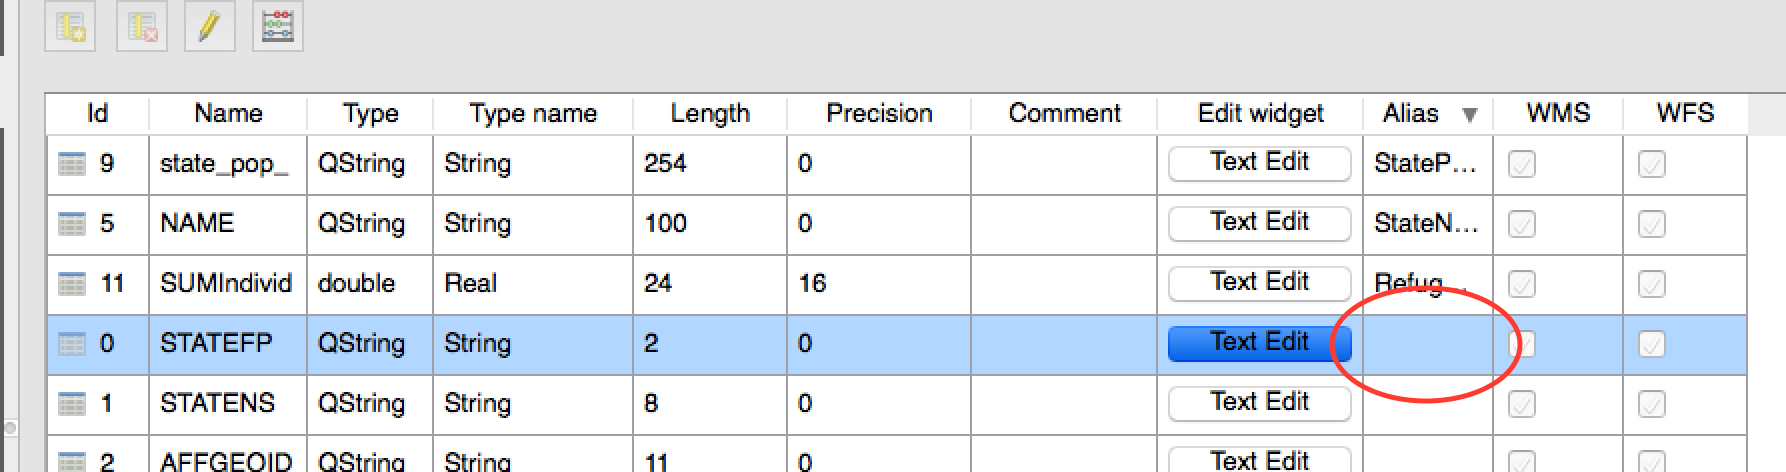 Id Name Type Type name Length Precision Comment Edit widget Alias WMS WFS
9 state_pop_ QString String 254 0 Text Edit StateP...
5 NAME QString String 100 0 Text Edit StateN...
11 SUMIndivid double Real 24 16 Text Edit Refug...
0 STATEFP QString String 2 0 Text Edit
1 STATENS QString String 8 0 Text Edit
2 AFFGEOID QString String 11 0 Text Edit